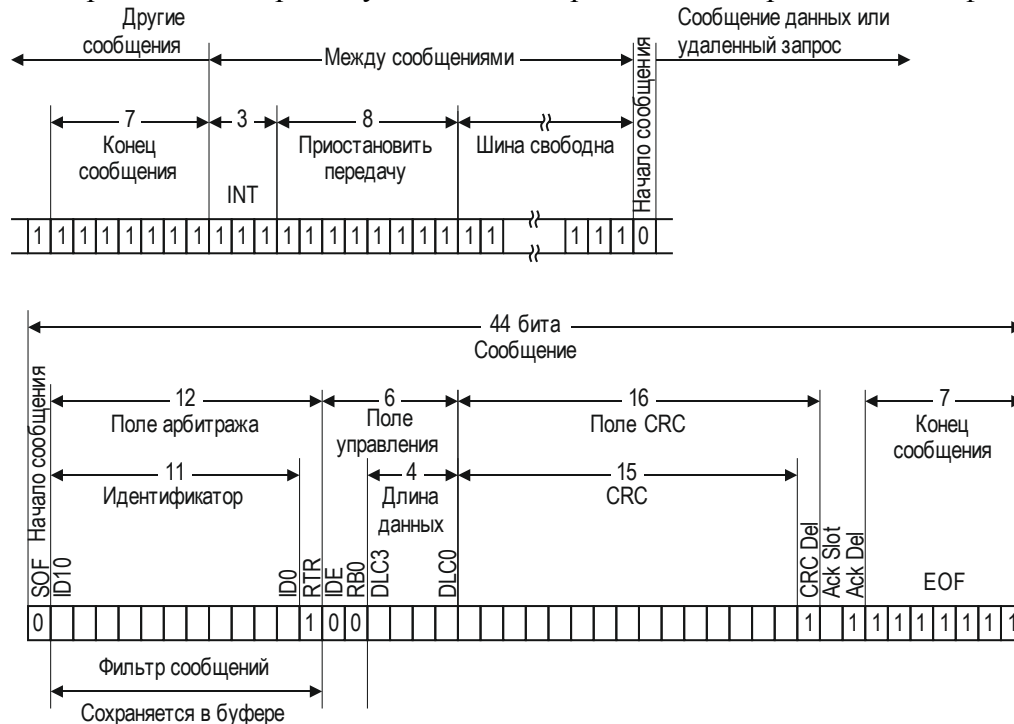 Другие
сообщения
Между сообщениями
Начало сообщения
Сообщение данных или
удаленный запрос
7
Конец
сообщения
3
INT
8
Приостановить
передачу
Шина свободна
1 1 1 1 1 1 1 1 1 1 1 1 1 1 1 1 1 1 1 1 1 1 1 1 1 0
44 бита
Сообщение
Начало сообщения
12
Поле арбитража
6
Поле
управления
16
Поле CRC
7
Конец
сообщения
11
Идентификатор
4
Длина
данных
15
CRC
SOF
ID10
ID0
RTR
IDE
RB0
DLC3
DLC0
CRC Del
Ack Slot
Ack Del
EOF
0 1 0 0 1 1 1 1 1 1 1 1 1
Фильтр сообщений
Сохраняется в буфере